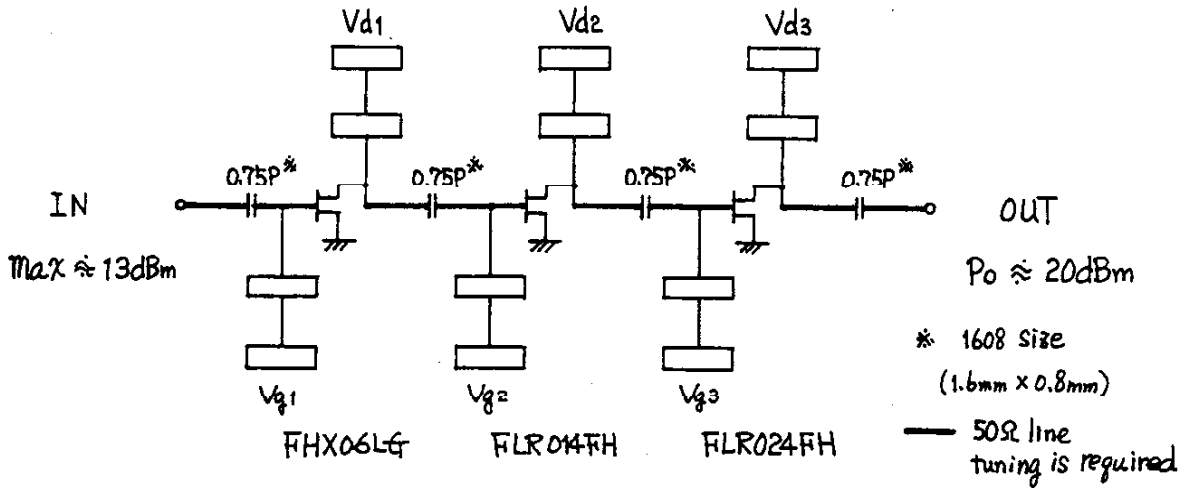 Vd1 Vd2 Vd3
0.75P※ 0.75P※ 0.75P※ 0.75P※
IN OUT
Max ≈ 13dBm Po ≈ 20dBm
※ 1608 size
(1.6mm × 0.8mm)
Vg1 Vg2 Vg3
FHX06LG FLR014FH FLR024FH
50Ω line
tuning is required